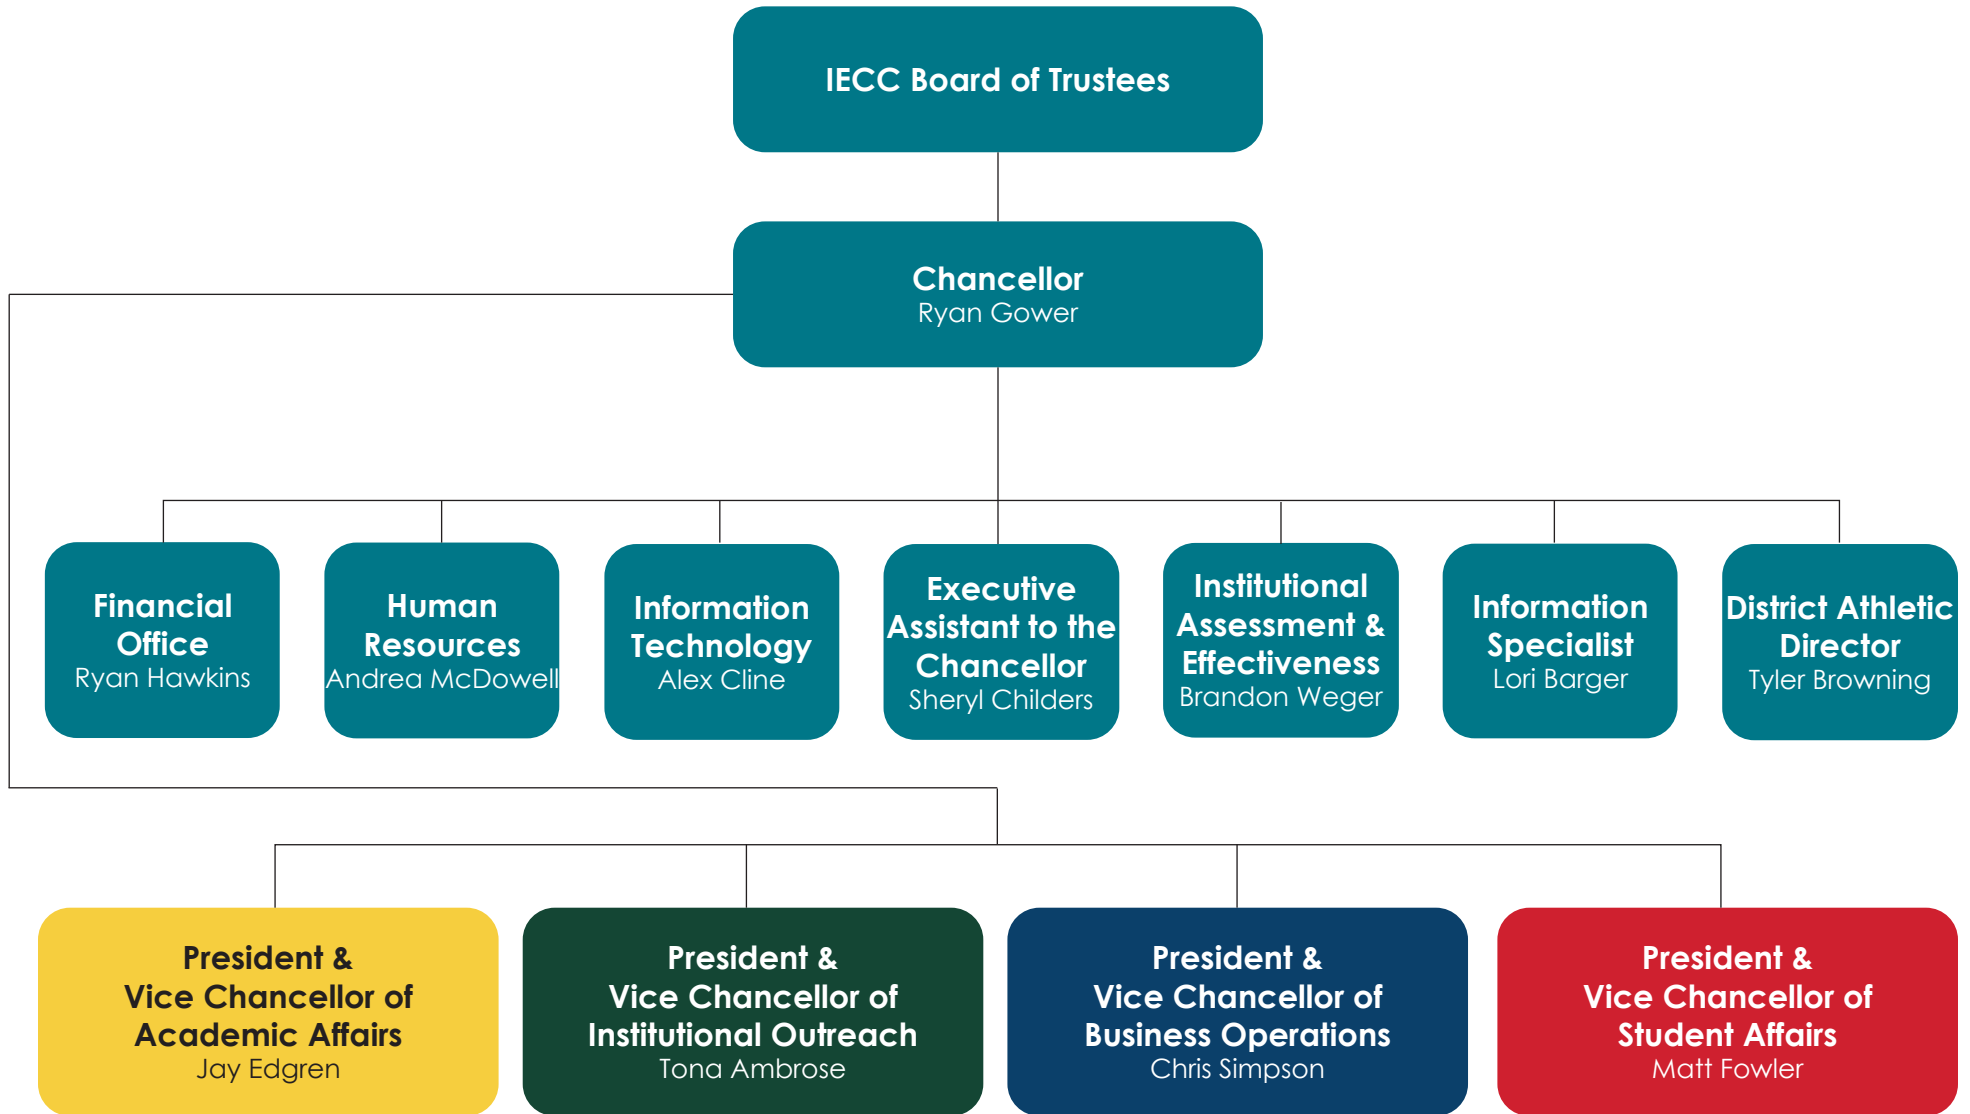 IECC Board of Trustees
Chancellor
Ryan Gower
Financial
Office
Ryan Hawkins
Human
Resources
Andrea McDowell
Information
Technology
Alex Cline
Executive
Assistant to the
Chancellor
Sheryl Childers
Institutional
Assessment &
Effectiveness
Brandon Weger
Information
Specialist
Lori Barger
District Athletic
Director
Tyler Browning
President &
Vice Chancellor of
Academic Affairs
Jay Edgren
President &
Vice Chancellor of
Institutional Outreach
Tona Ambrose
President &
Vice Chancellor of
Business Operations
Chris Simpson
President &
Vice Chancellor of
Student Affairs
Matt Fowler